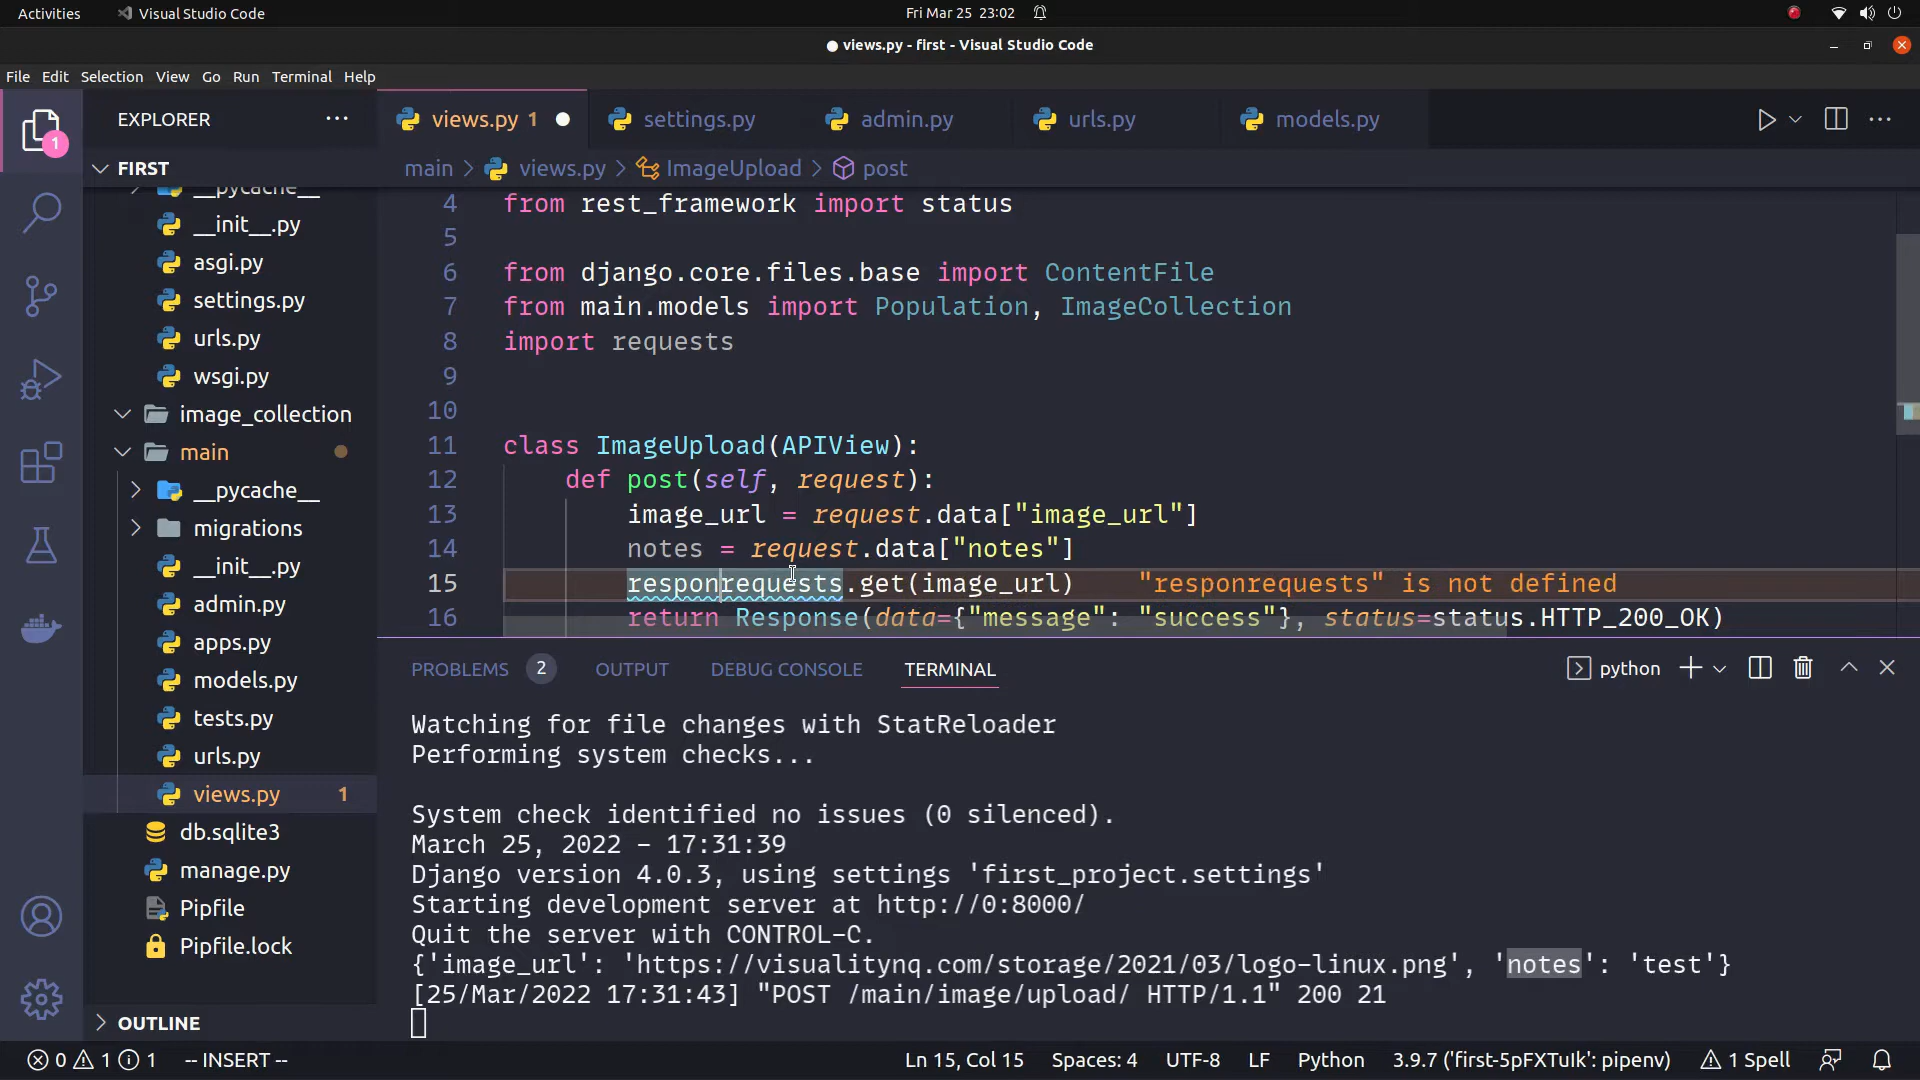 Activities Visual Studio Code Fri Mar 25 23:02
views.py - first - Visual Studio Code
File Edit Selection View Go Run Terminal Help
EXPLORER
FIRST
__pycache__
__init__.py
asgi.py
settings.py
urls.py
wsgi.py
image_collection
main
__pycache__
migrations
__init__.py
admin.py
apps.py
models.py
tests.py
urls.py
views.py 1
db.sqlite3
manage.py
Pipfile
Pipfile.lock
OUTLINE
1
views.py 1 settings.py admin.py urls.py models.py
main > views.py > ImageUpload > post
4 from rest_framework import status
5
6 from django.core.files.base import ContentFile
7 from main.models import Population, ImageCollection
8 import requests
9
10
11 class ImageUpload(APIView):
12 def post(self, request):
13 image_url = request.data["image_url"]
14 notes = request.data["notes"]
15 responrequests.get(image_url) "responrequests" is not defined
16 return Response(data={"message": "success"}, status=status.HTTP_200_OK)
PROBLEMS 2 OUTPUT DEBUG CONSOLE TERMINAL python
Watching for file changes with StatReloader
Performing system checks...
System check identified no issues (0 silenced).
March 25, 2022 - 17:31:39
Django version 4.0.3, using settings 'first_project.settings'
Starting development server at http://0:8000/
Quit the server with CONTROL-C.
{'image_url': 'https://visualitynq.com/storage/2021/03/logo-linux.png', 'notes': 'test'}
[25/Mar/2022 17:31:43] "POST /main/image/upload/ HTTP/1.1" 200 21
0 1 1 -- INSERT -- Ln 15, Col 15 Spaces: 4 UTF-8 LF Python 3.9.7 ('first-5pFXTuIk': pipenv) 1 Spell